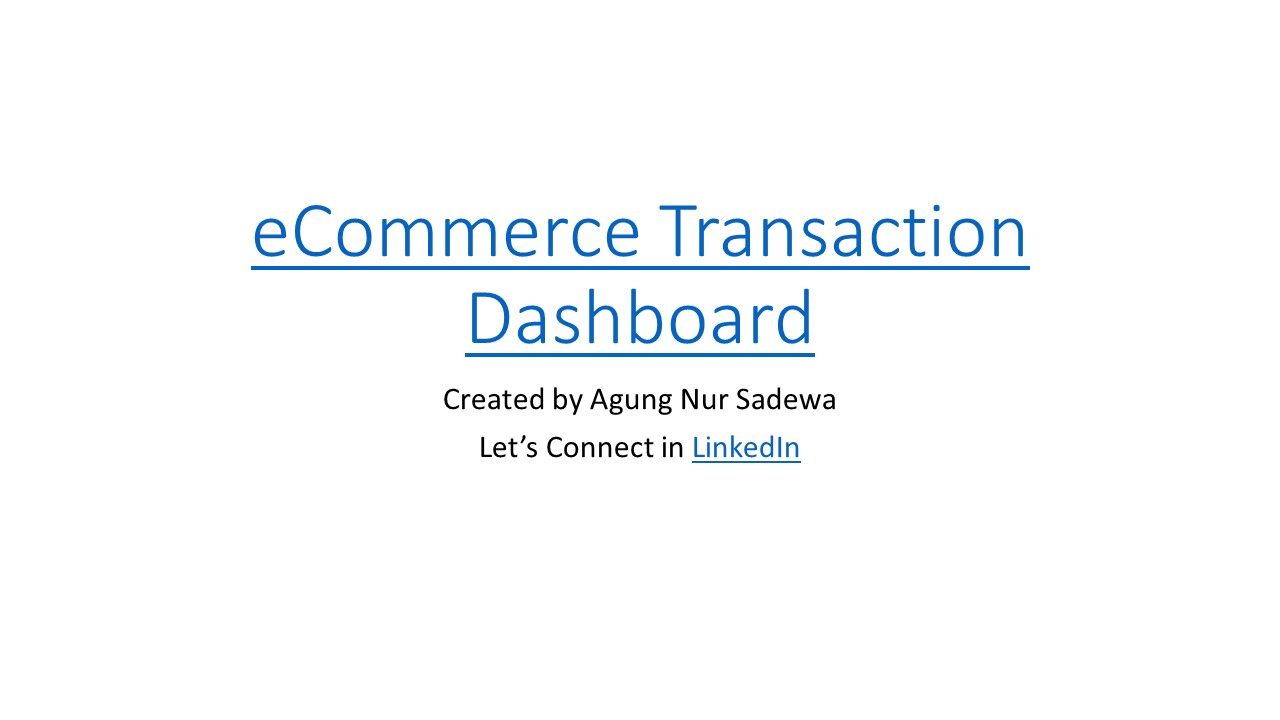 eCommerce Transaction
Dashboard
Created by Agung Nur Sadewa
Let’s Connect in LinkedIn